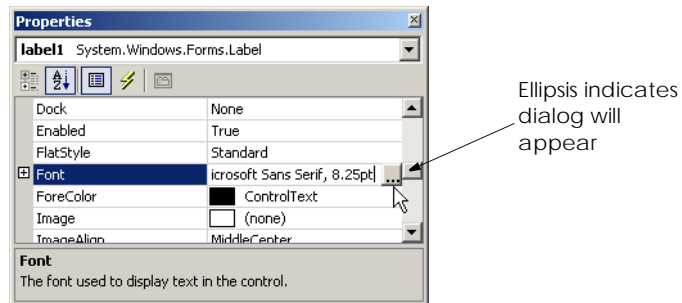 Properties
label1 System.Windows.Forms.Label
Dock None
Enabled True
FlatStyle Standard
Font icrosoft Sans Serif, 8.25pt ...
ForeColor ControlText
Image (none)
ImageAlign MiddleCenter
Font
The font used to display text in the control.
Ellipsis indicates
dialog will
appear